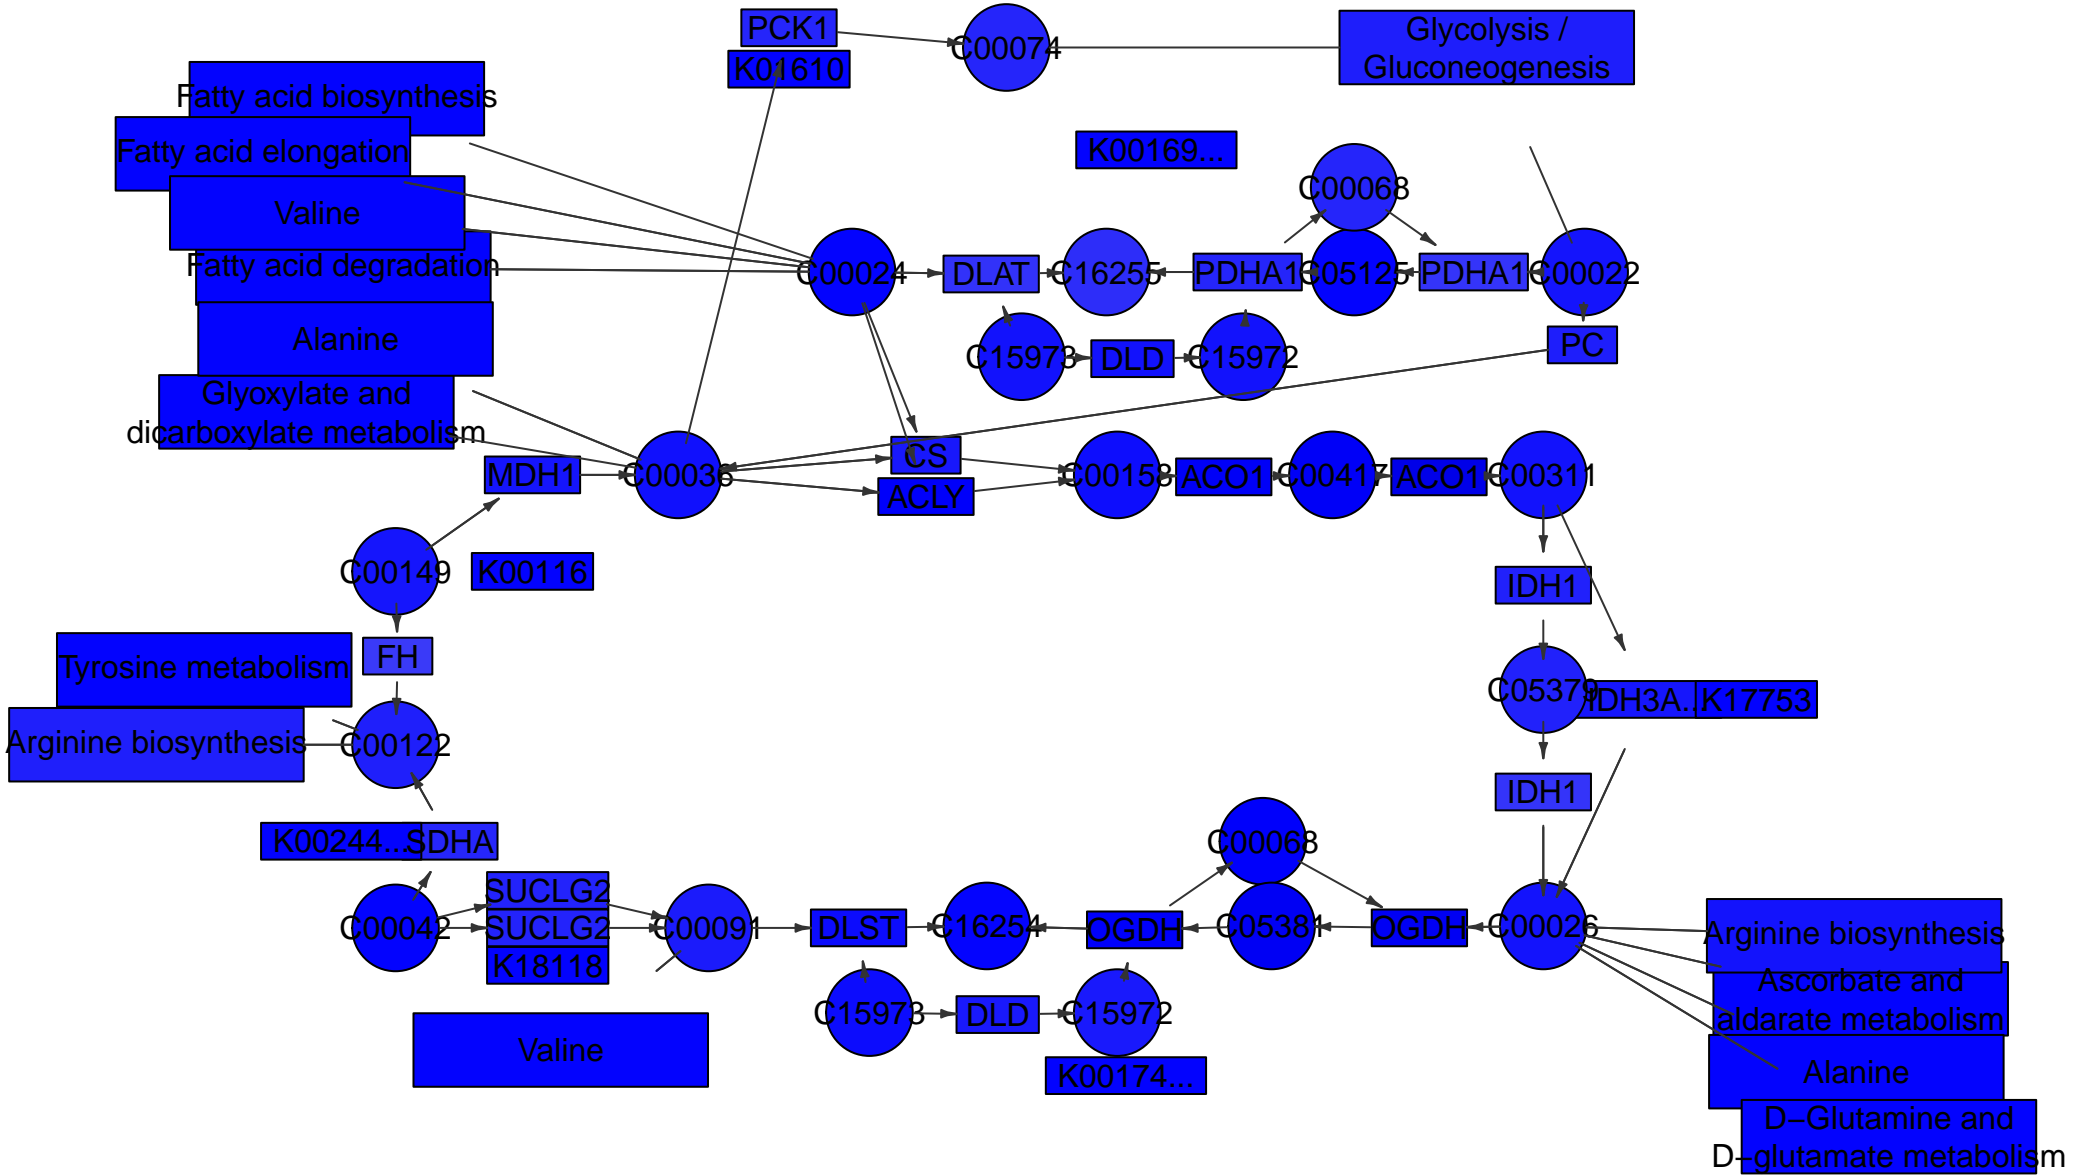 PCK1
C00074
Glycolysis /
Gluconeogenesis
K01610
Fatty acid biosynthesis
Fatty acid elongation
K00169...
C00068
Valine
Fatty acid degradation
C00024
DLAT
C16255
PDHA1
C05125
PDHA1
C00022
Alanine
C15973
DLD
C15972
PC
Glyoxylate and
dicarboxylate metabolism
MDH1
C00036
CS
ACLY
C00158
ACO1
C00417
ACO1
C00311
C00149
K00116
IDH1
Tyrosine metabolism
FH
C05379
IDH3A...
K17753
Arginine biosynthesis
C00122
IDH1
K00244...
SDHA
C00068
SUCLG2
C00042
SUCLG2
C00091
DLST
C16254
OGDH
C05381
OGDH
C00026
Arginine biosynthesis
K18118
Ascorbate and
aldarate metabolism
C15973
DLD
C15972
Valine
K00174...
Alanine
D−Glutamine and
D−glutamate metabolism